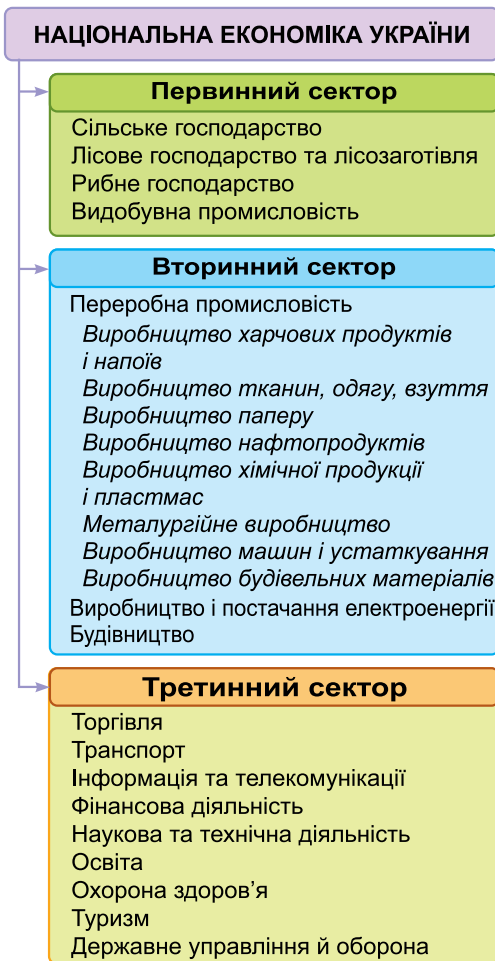 НАЦІОНАЛЬНА ЕКОНОМІКА УКРАЇНИ
Первинний сектор
Сільське господарство
Лісове господарство та лісозаготівля
Рибне господарство
Видобувна промисловість
Вторинний сектор
Переробна промисловість
Виробництво харчових продуктів
і напоїв
Виробництво тканин, одягу, взуття
Виробництво паперу
Виробництво нафтопродуктів
Виробництво хімічної продукції
і пластмас
Металургійне виробництво
Виробництво машин і устаткування
Виробництво будівельних матеріалів
Виробництво і постачання електроенергії
Будівництво
Третинний сектор
Торгівля
Транспорт
Інформація та телекомунікації
Фінансова діяльність
Наукова та технічна діяльність
Освіта
Охорона здоров'я
Туризм
Державне управління й оборона